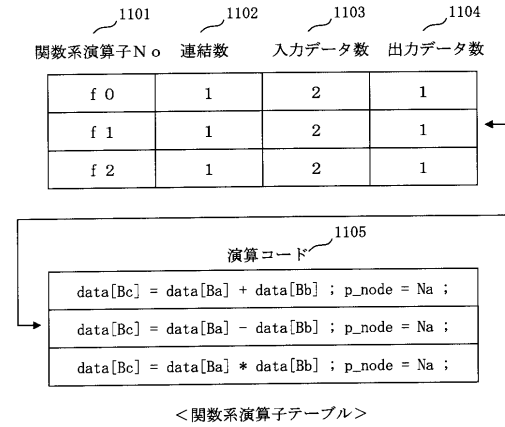 1101 1102 1103 1104
関数系演算子No 連結数 入力データ数 出力データ数
f 0 1 2 1
f 1 1 2 1
f 2 1 2 1
演算コード 1105
data[Bc] = data[Ba] + data[Bb] ; p_node = Na ;
data[Bc] = data[Ba] - data[Bb] ; p_node = Na ;
data[Bc] = data[Ba] * data[Bb] ; p_node = Na ;
<関数系演算子テーブル>